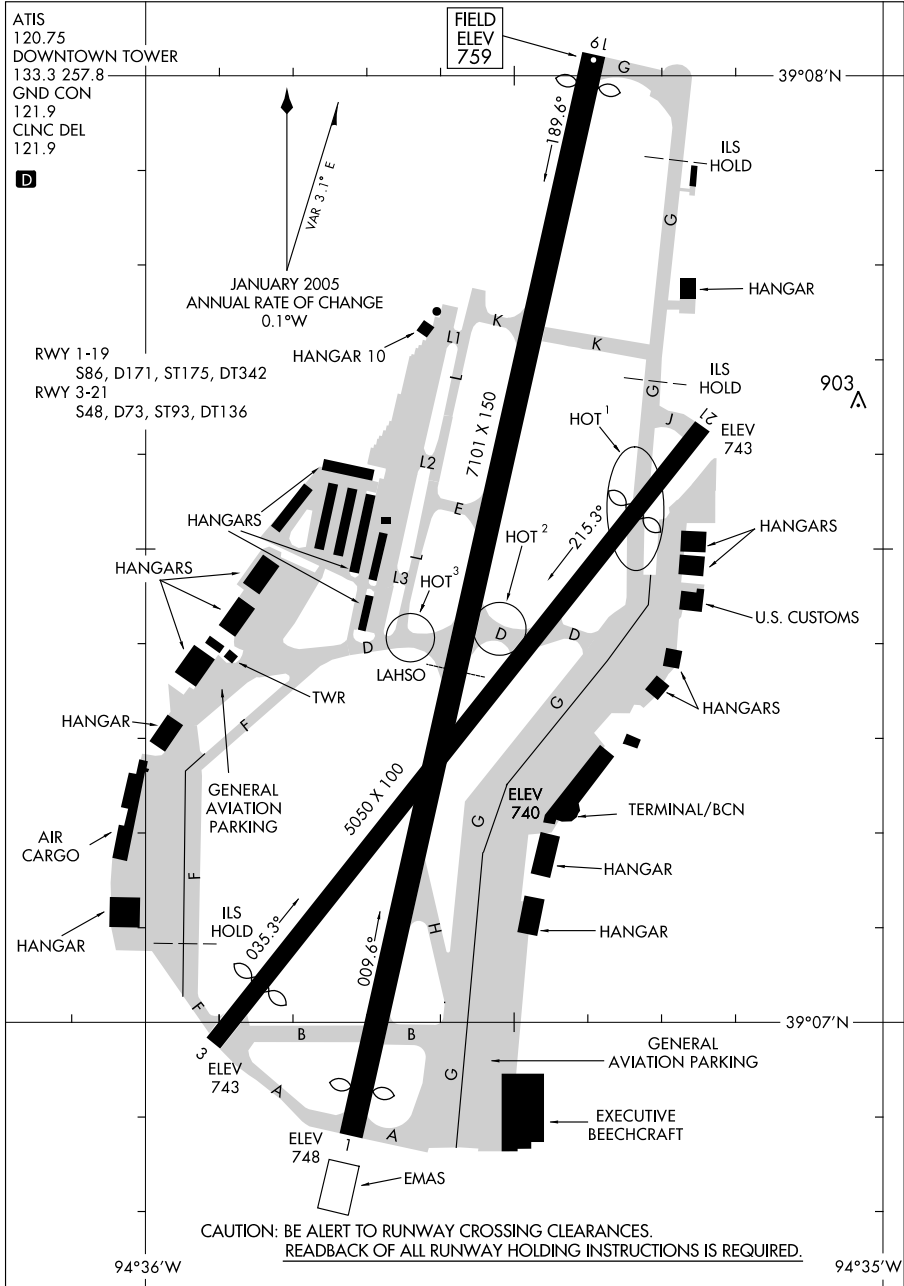 ATIS
120.75
DOWNTOWN TOWER
133.3 257.8
GND CON
121.9
CLNC DEL
121.9
D
FIELD
ELEV
759
19
G
39°08'N
189.6°
ILS
HOLD
VAR 3.1° E
G
JANUARY 2005
ANNUAL RATE OF CHANGE
0.1°W
HANGAR
HANGAR 10
L1
K
K
RWY 1-19
S86, D171, ST175, DT342
RWY 3-21
S48, D73, ST93, DT136
L
ILS
HOLD
G
903
HOT 1
J
21
ELEV
743
7101 X 150
L2
E
HANGARS
HOT 2
215.3°
HANGARS
HANGARS
L
L3
HOT 3
U.S. CUSTOMS
D
D
D
LAHSO
TWR
G
HANGARS
HANGAR
F
GENERAL
AVIATION
PARKING
5050 X 100
G
ELEV
740
TERMINAL/BCN
AIR
CARGO
HANGAR
F
ILS
HOLD
035.3°
009.6°
H
HANGAR
HANGAR
F
B
B
39°07'N
3
ELEV
743
A
G
GENERAL
AVIATION PARKING
ELEV
748
1
A
EXECUTIVE
BEECHCRAFT
EMAS
CAUTION: BE ALERT TO RUNWAY CROSSING CLEARANCES.
READBACK OF ALL RUNWAY HOLDING INSTRUCTIONS IS REQUIRED.
94°36'W
94°35'W